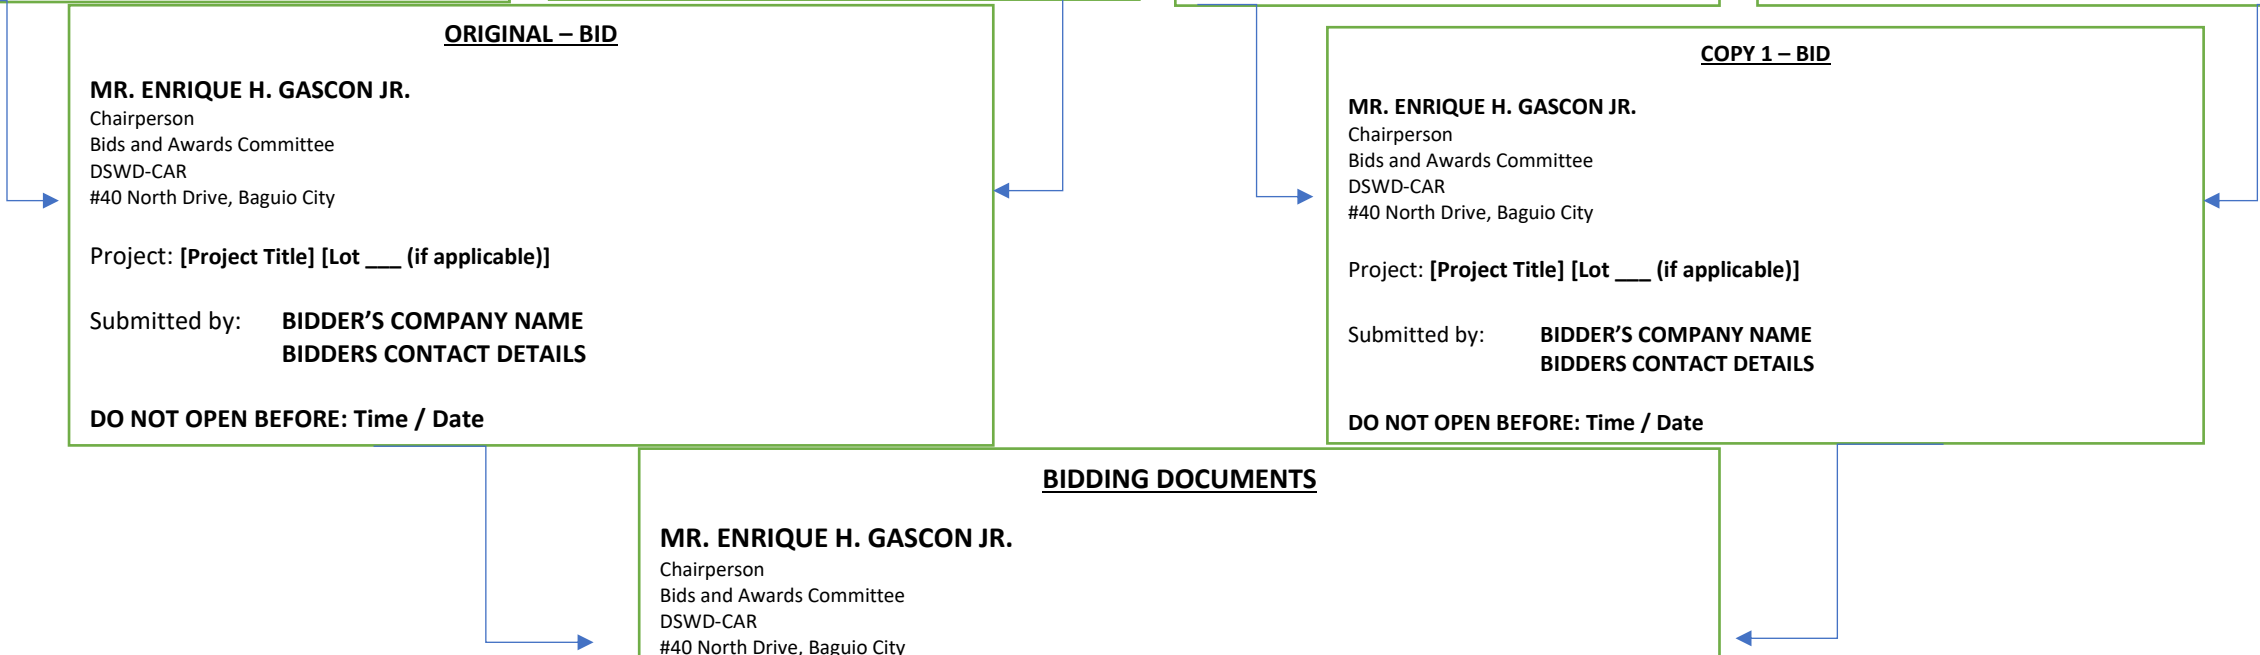 ORIGINAL – BID
MR. ENRIQUE H. GASCON JR.
Chairperson
Bids and Awards Committee
DSWD-CAR
#40 North Drive, Baguio City
Project: [Project Title] [Lot ___ (if applicable)]
Submitted by: BIDDER’S COMPANY NAME
BIDDERS CONTACT DETAILS
DO NOT OPEN BEFORE: Time / Date
COPY 1 – BID
MR. ENRIQUE H. GASCON JR.
Chairperson
Bids and Awards Committee
DSWD-CAR
#40 North Drive, Baguio City
Project: [Project Title] [Lot ___ (if applicable)]
Submitted by: BIDDER’S COMPANY NAME
BIDDERS CONTACT DETAILS
DO NOT OPEN BEFORE: Time / Date
BIDDING DOCUMENTS
MR. ENRIQUE H. GASCON JR.
Chairperson
Bids and Awards Committee
DSWD-CAR
#40 North Drive, Baguio City